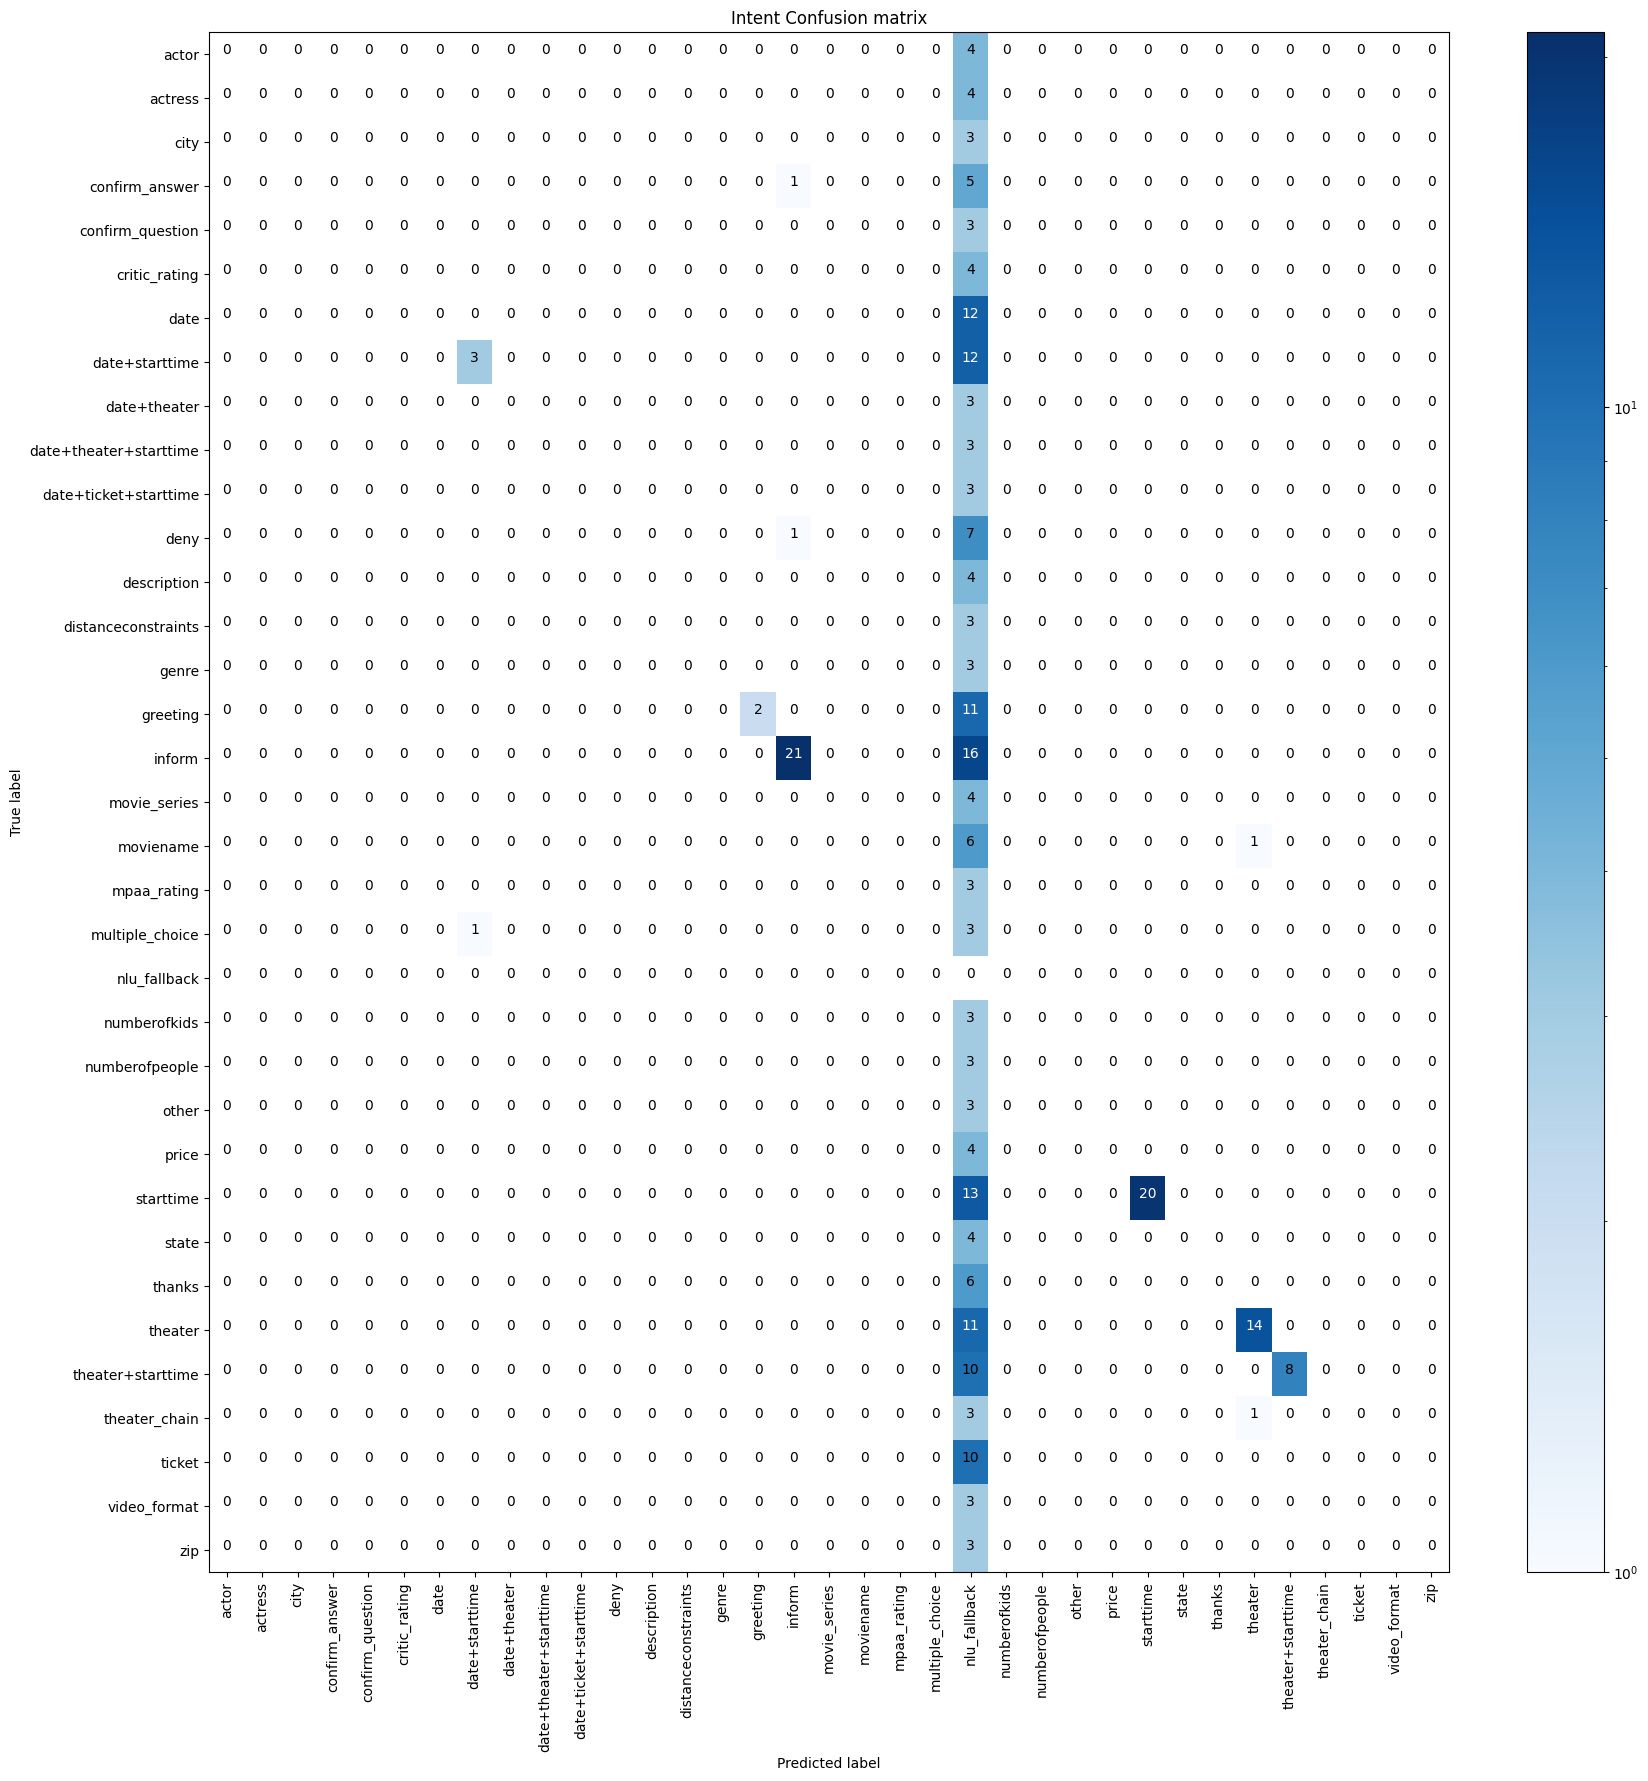 Intent Confusion matrix
actor 0 0 0 0 0 0 0 0 0 0 0 0 0 0 0 0 0 0 0 0 0 4 0 0 0 0 0 0 0 0 0 0 0 0 0
actress 0 0 0 0 0 0 0 0 0 0 0 0 0 0 0 0 0 0 0 0 0 4 0 0 0 0 0 0 0 0 0 0 0 0 0
city 0 0 0 0 0 0 0 0 0 0 0 0 0 0 0 0 0 0 0 0 0 3 0 0 0 0 0 0 0 0 0 0 0 0 0
confirm_answer 0 0 0 0 0 0 0 0 0 0 0 0 0 0 0 0 1 0 0 0 0 5 0 0 0 0 0 0 0 0 0 0 0 0 0
confirm_question 0 0 0 0 0 0 0 0 0 0 0 0 0 0 0 0 0 0 0 0 0 3 0 0 0 0 0 0 0 0 0 0 0 0 0
critic_rating 0 0 0 0 0 0 0 0 0 0 0 0 0 0 0 0 0 0 0 0 0 4 0 0 0 0 0 0 0 0 0 0 0 0 0
date 0 0 0 0 0 0 0 0 0 0 0 0 0 0 0 0 0 0 0 0 0 12 0 0 0 0 0 0 0 0 0 0 0 0 0
date+starttime 0 0 0 0 0 0 0 3 0 0 0 0 0 0 0 0 0 0 0 0 0 12 0 0 0 0 0 0 0 0 0 0 0 0 0
date+theater 0 0 0 0 0 0 0 0 0 0 0 0 0 0 0 0 0 0 0 0 0 3 0 0 0 0 0 0 0 0 0 0 0 0 0
date+theater+starttime 0 0 0 0 0 0 0 0 0 0 0 0 0 0 0 0 0 0 0 0 0 3 0 0 0 0 0 0 0 0 0 0 0 0 0
date+ticket+starttime 0 0 0 0 0 0 0 0 0 0 0 0 0 0 0 0 0 0 0 0 0 3 0 0 0 0 0 0 0 0 0 0 0 0 0
deny 0 0 0 0 0 0 0 0 0 0 0 0 0 0 0 0 1 0 0 0 0 7 0 0 0 0 0 0 0 0 0 0 0 0 0
description 0 0 0 0 0 0 0 0 0 0 0 0 0 0 0 0 0 0 0 0 0 4 0 0 0 0 0 0 0 0 0 0 0 0 0
distanceconstraints 0 0 0 0 0 0 0 0 0 0 0 0 0 0 0 0 0 0 0 0 0 3 0 0 0 0 0 0 0 0 0 0 0 0 0
genre 0 0 0 0 0 0 0 0 0 0 0 0 0 0 0 0 0 0 0 0 0 3 0 0 0 0 0 0 0 0 0 0 0 0 0
greeting 0 0 0 0 0 0 0 0 0 0 0 0 0 0 0 2 0 0 0 0 0 11 0 0 0 0 0 0 0 0 0 0 0 0 0
inform 0 0 0 0 0 0 0 0 0 0 0 0 0 0 0 0 21 0 0 0 0 16 0 0 0 0 0 0 0 0 0 0 0 0 0
movie_series 0 0 0 0 0 0 0 0 0 0 0 0 0 0 0 0 0 0 0 0 0 4 0 0 0 0 0 0 0 0 0 0 0 0 0
moviename 0 0 0 0 0 0 0 0 0 0 0 0 0 0 0 0 0 0 0 0 0 6 0 0 0 0 0 0 0 1 0 0 0 0 0
mpaa_rating 0 0 0 0 0 0 0 0 0 0 0 0 0 0 0 0 0 0 0 0 0 3 0 0 0 0 0 0 0 0 0 0 0 0 0
multiple_choice 0 0 0 0 0 0 0 1 0 0 0 0 0 0 0 0 0 0 0 0 0 3 0 0 0 0 0 0 0 0 0 0 0 0 0
nlu_fallback 0 0 0 0 0 0 0 0 0 0 0 0 0 0 0 0 0 0 0 0 0 0 0 0 0 0 0 0 0 0 0 0 0 0 0
numberofkids 0 0 0 0 0 0 0 0 0 0 0 0 0 0 0 0 0 0 0 0 0 3 0 0 0 0 0 0 0 0 0 0 0 0 0
numberofpeople 0 0 0 0 0 0 0 0 0 0 0 0 0 0 0 0 0 0 0 0 0 3 0 0 0 0 0 0 0 0 0 0 0 0 0
other 0 0 0 0 0 0 0 0 0 0 0 0 0 0 0 0 0 0 0 0 0 3 0 0 0 0 0 0 0 0 0 0 0 0 0
price 0 0 0 0 0 0 0 0 0 0 0 0 0 0 0 0 0 0 0 0 0 4 0 0 0 0 0 0 0 0 0 0 0 0 0
starttime 0 0 0 0 0 0 0 0 0 0 0 0 0 0 0 0 0 0 0 0 0 13 0 0 0 0 20 0 0 0 0 0 0 0 0
state 0 0 0 0 0 0 0 0 0 0 0 0 0 0 0 0 0 0 0 0 0 4 0 0 0 0 0 0 0 0 0 0 0 0 0
thanks 0 0 0 0 0 0 0 0 0 0 0 0 0 0 0 0 0 0 0 0 0 6 0 0 0 0 0 0 0 0 0 0 0 0 0
theater 0 0 0 0 0 0 0 0 0 0 0 0 0 0 0 0 0 0 0 0 0 11 0 0 0 0 0 0 0 14 0 0 0 0 0
theater+starttime 0 0 0 0 0 0 0 0 0 0 0 0 0 0 0 0 0 0 0 0 0 10 0 0 0 0 0 0 0 0 8 0 0 0 0
theater_chain 0 0 0 0 0 0 0 0 0 0 0 0 0 0 0 0 0 0 0 0 0 3 0 0 0 0 0 0 0 1 0 0 0 0 0
ticket 0 0 0 0 0 0 0 0 0 0 0 0 0 0 0 0 0 0 0 0 0 10 0 0 0 0 0 0 0 0 0 0 0 0 0
video_format 0 0 0 0 0 0 0 0 0 0 0 0 0 0 0 0 0 0 0 0 0 3 0 0 0 0 0 0 0 0 0 0 0 0 0
zip 0 0 0 0 0 0 0 0 0 0 0 0 0 0 0 0 0 0 0 0 0 3 0 0 0 0 0 0 0 0 0 0 0 0 0
True label
actor
actress
city
confirm_answer
confirm_question
critic_rating
date
date+starttime
date+theater
date+theater+starttime
date+ticket+starttime
deny
description
distanceconstraints
genre
greeting
inform
movie_series
moviename
mpaa_rating
multiple_choice
nlu_fallback
numberofkids
numberofpeople
other
price
starttime
state
thanks
theater
theater+starttime
theater_chain
ticket
video_format
zip
Predicted label
10¹
10⁰